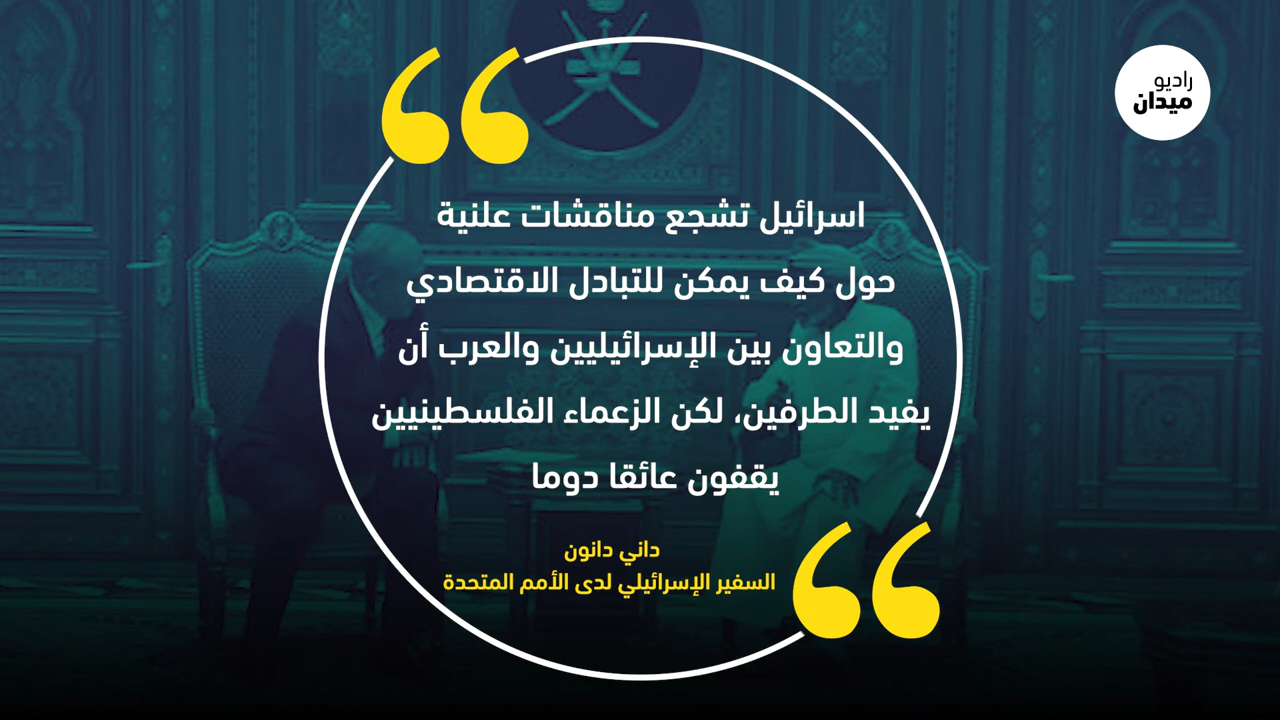 راديو
ميدان
اسرائيل تشجع مناقشات علنية
حول كيف يمكن للتبادل الاقتصادي
والتعاون بين الإسرائيليين والعرب أن
يفيد الطرفين، لكن الزعماء الفلسطينيين
يقفون عائقا دوما
داني دانون
السفير الإسرائيلي لدى الأمم المتحدة